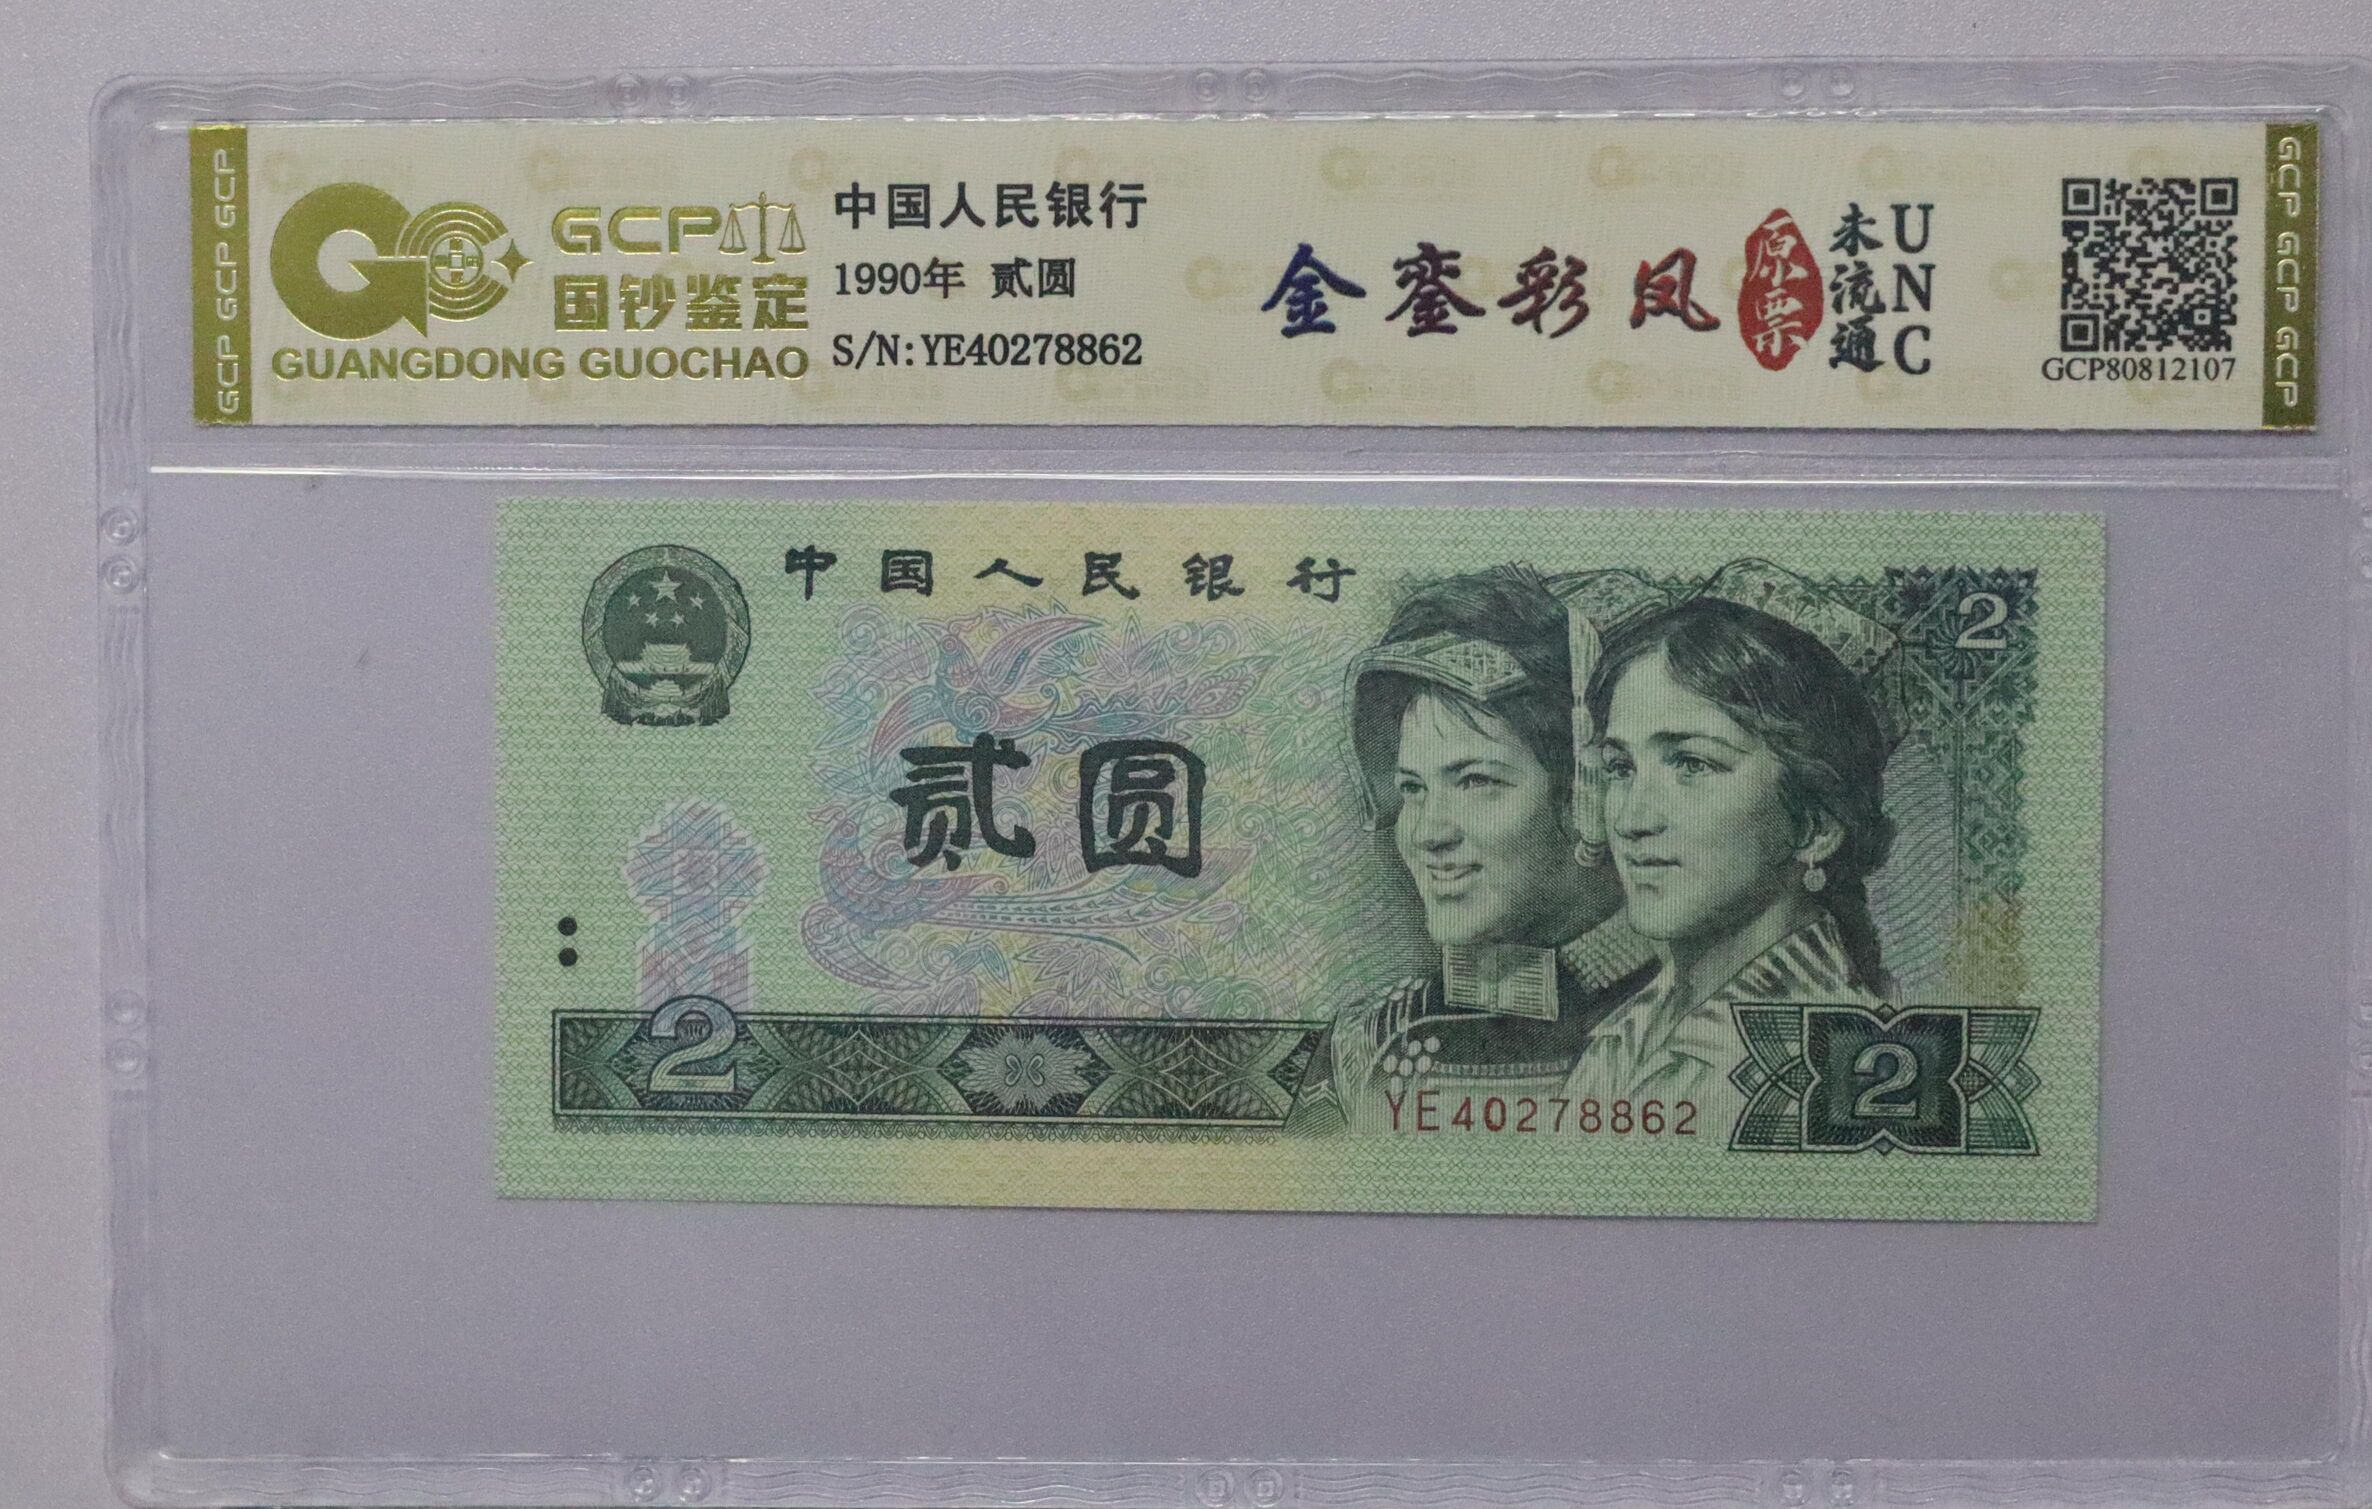 GCP GCP GCP
GCP
国钞鉴定
GUANGDONG GUOCHAO
中国人民银行
1990年 贰圆
S/N:YE40278862
金銮彩凤
原票
未流通
UNC
GCP80812107
GCP GCP GCP
中国人民银行
2
贰圆
2
YE40278862
2